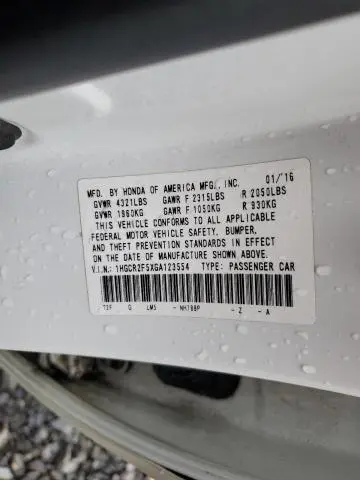 MFD. BY HONDA OF AMERICA MFG., INC. 01/'16
GVWR 4321LBS GAWR F 2315LBS R 2050LBS
GVWR 1960KG GAWR F 1050KG R 930KG
THIS VEHICLE CONFORMS TO ALL APPLICABLE
FEDERAL MOTOR VEHICLE SAFETY, BUMPER,
AND THEFT PREVENTION STANDARDS IN EFFECT
ON THE DATE OF MANUFACTURE SHOWN ABOVE.
V.I.N.: 1HGCR2F5XGA123554 TYPE: PASSENGER CAR
T2F G LM5 - NH788P - Z - A